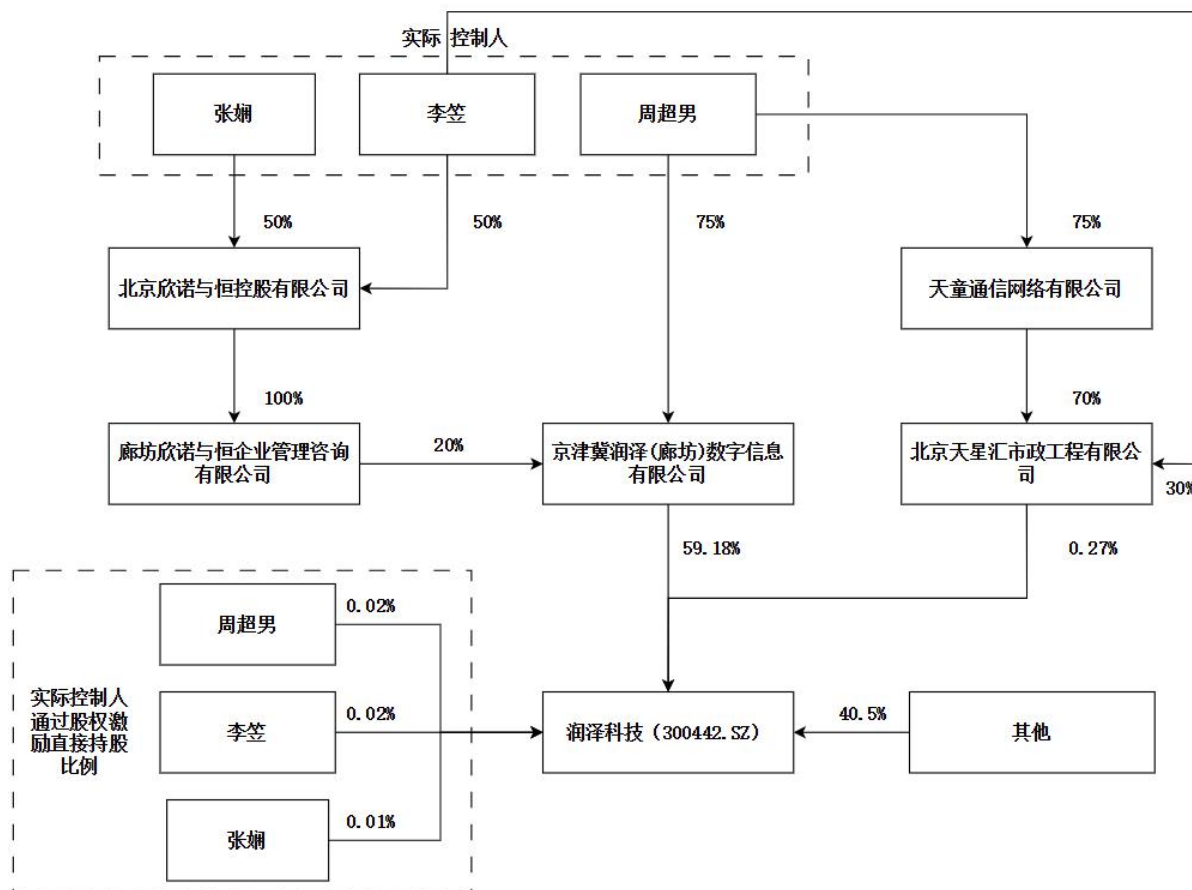 实际 控制人
张娴
李笠
周超男
50%
50%
75%
75%
北京欣诺与恒控股有限公司
天童通信网络有限公司
100%
70%
廊坊欣诺与恒企业管理咨询
有限公司
20%
京津冀润泽(廊坊)数字信息
有限公司
北京天星汇市政工程有限公
司
30%
59.18%
0.27%
周超男
0.02%
实际控制人
通过股权激
励直接持股
比例
李笠
0.02%
润泽科技（300442.SZ）
40.5%
其他
张娴
0.01%